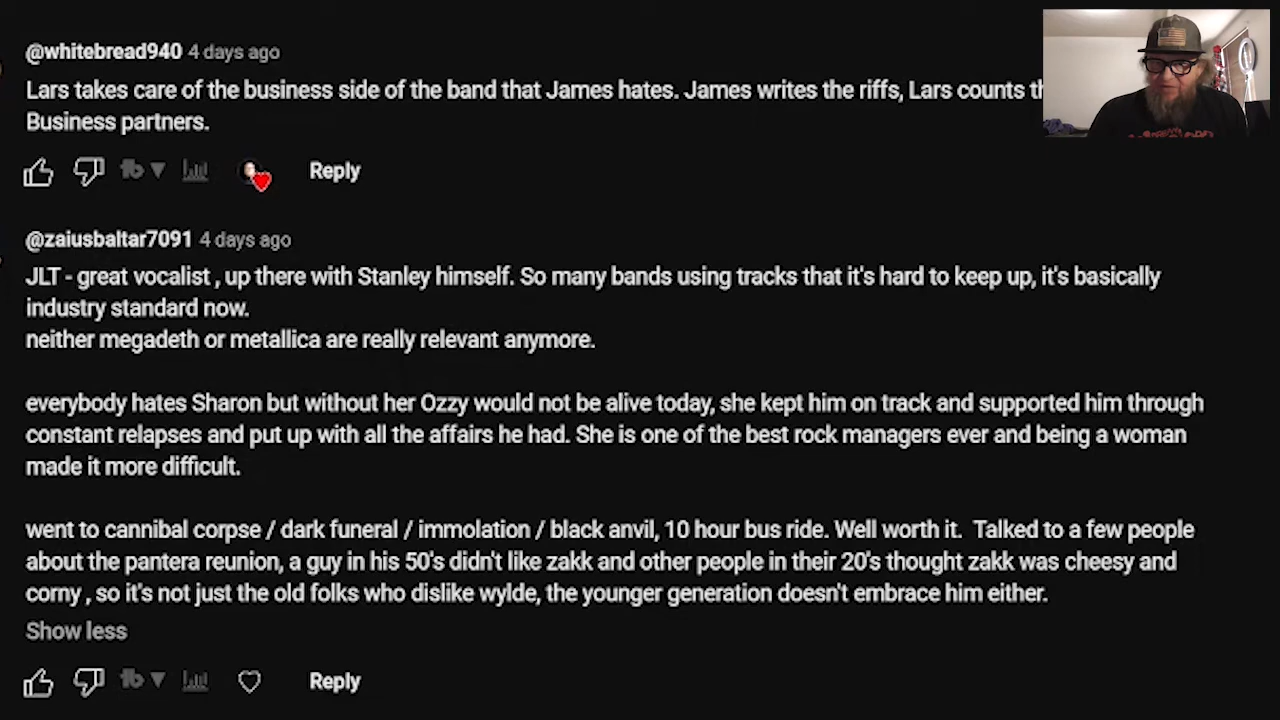 @whitebread940 4 days ago
Lars takes care of the business side of the band that James hates. James writes the riffs, Lars counts
Business partners.
Reply
@zaiusbaltar7091 4 days ago
JLT - great vocalist , up there with Stanley himself. So many bands using tracks that it's hard to keep up, it's basically
industry standard now.
neither megadeth or metallica are really relevant anymore.
everybody hates Sharon but without her Ozzy would not be alive today, she kept him on track and supported him through
constant relapses and put up with all the affairs he had. She is one of the best rock managers ever and being a woman
made it more difficult.
went to cannibal corpse / dark funeral / immolation / black anvil, 10 hour bus ride. Well worth it. Talked to a few people
about the pantera reunion, a guy in his 50's didn't like zakk and other people in their 20's thought zakk was cheesy and
corny , so it's not just the old folks who dislike wylde, the younger generation doesn't embrace him either.
Show less
Reply